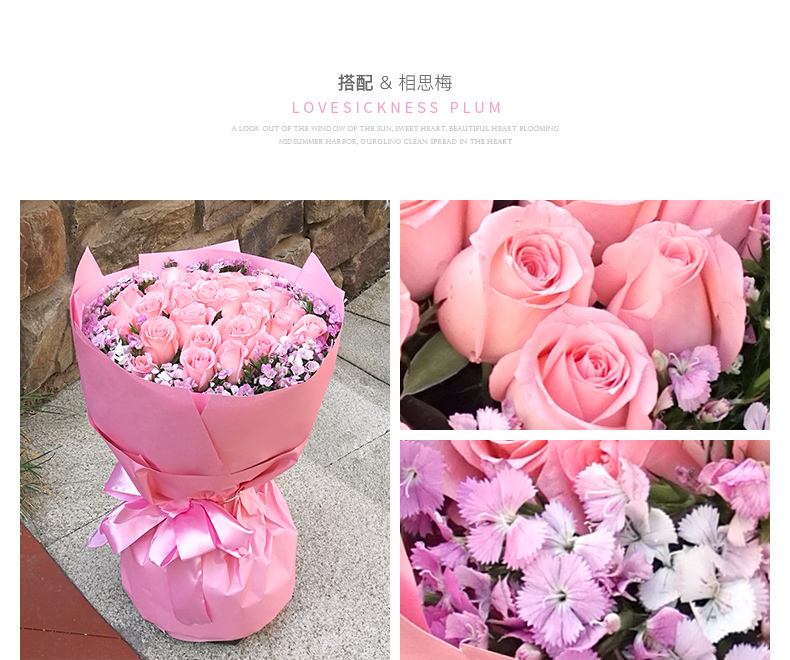 搭配 & 相思梅
LOVESICKNESS PLUM
A LOOK OUT OF THE WINDOW OF THE SUN, SWEET HEART, BEAUTIFUL HEART BLOOMING
MIDSUMMER HARBOR, GURGLING CLEAN SPREAD IN THE HEART